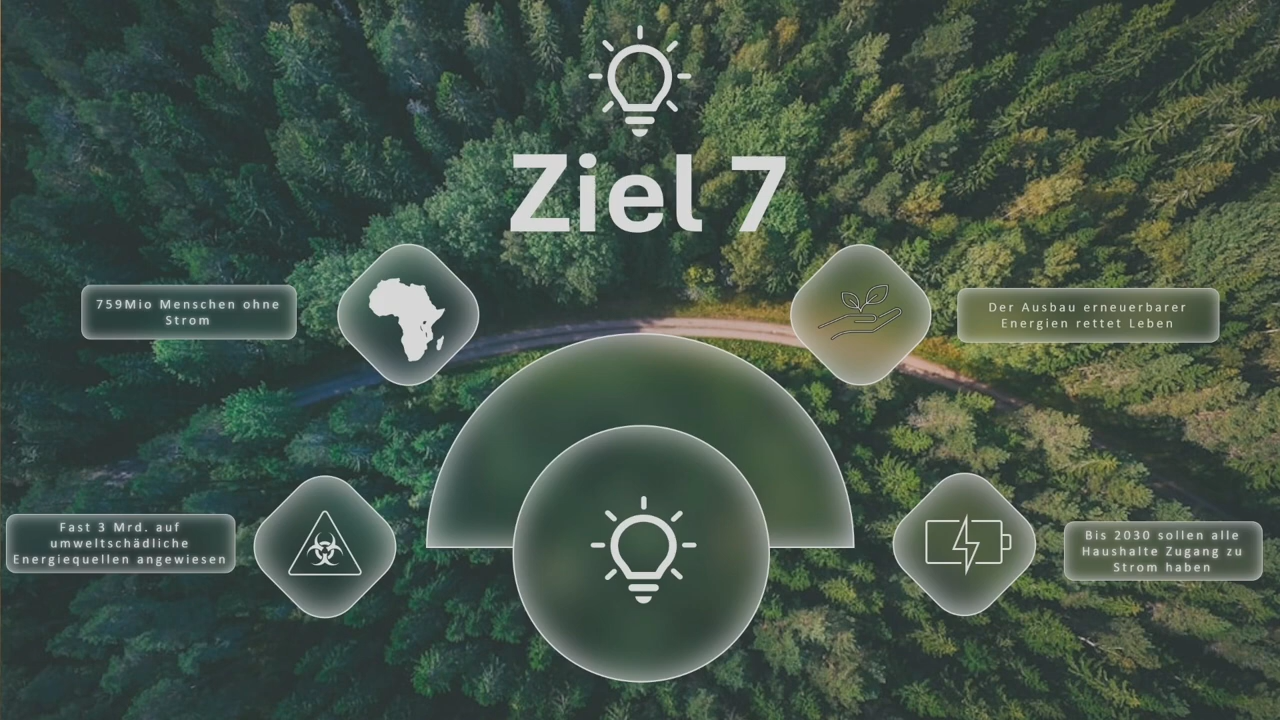 Ziel 7
759Mio Menschen ohne
Strom
Der Ausbau erneuerbarer
Energien rettet Leben
Fast 3 Mrd. auf
umweltschädliche
Energiequellen angewiesen
Bis 2030 sollen alle
Haushalte Zugang zu
Strom haben